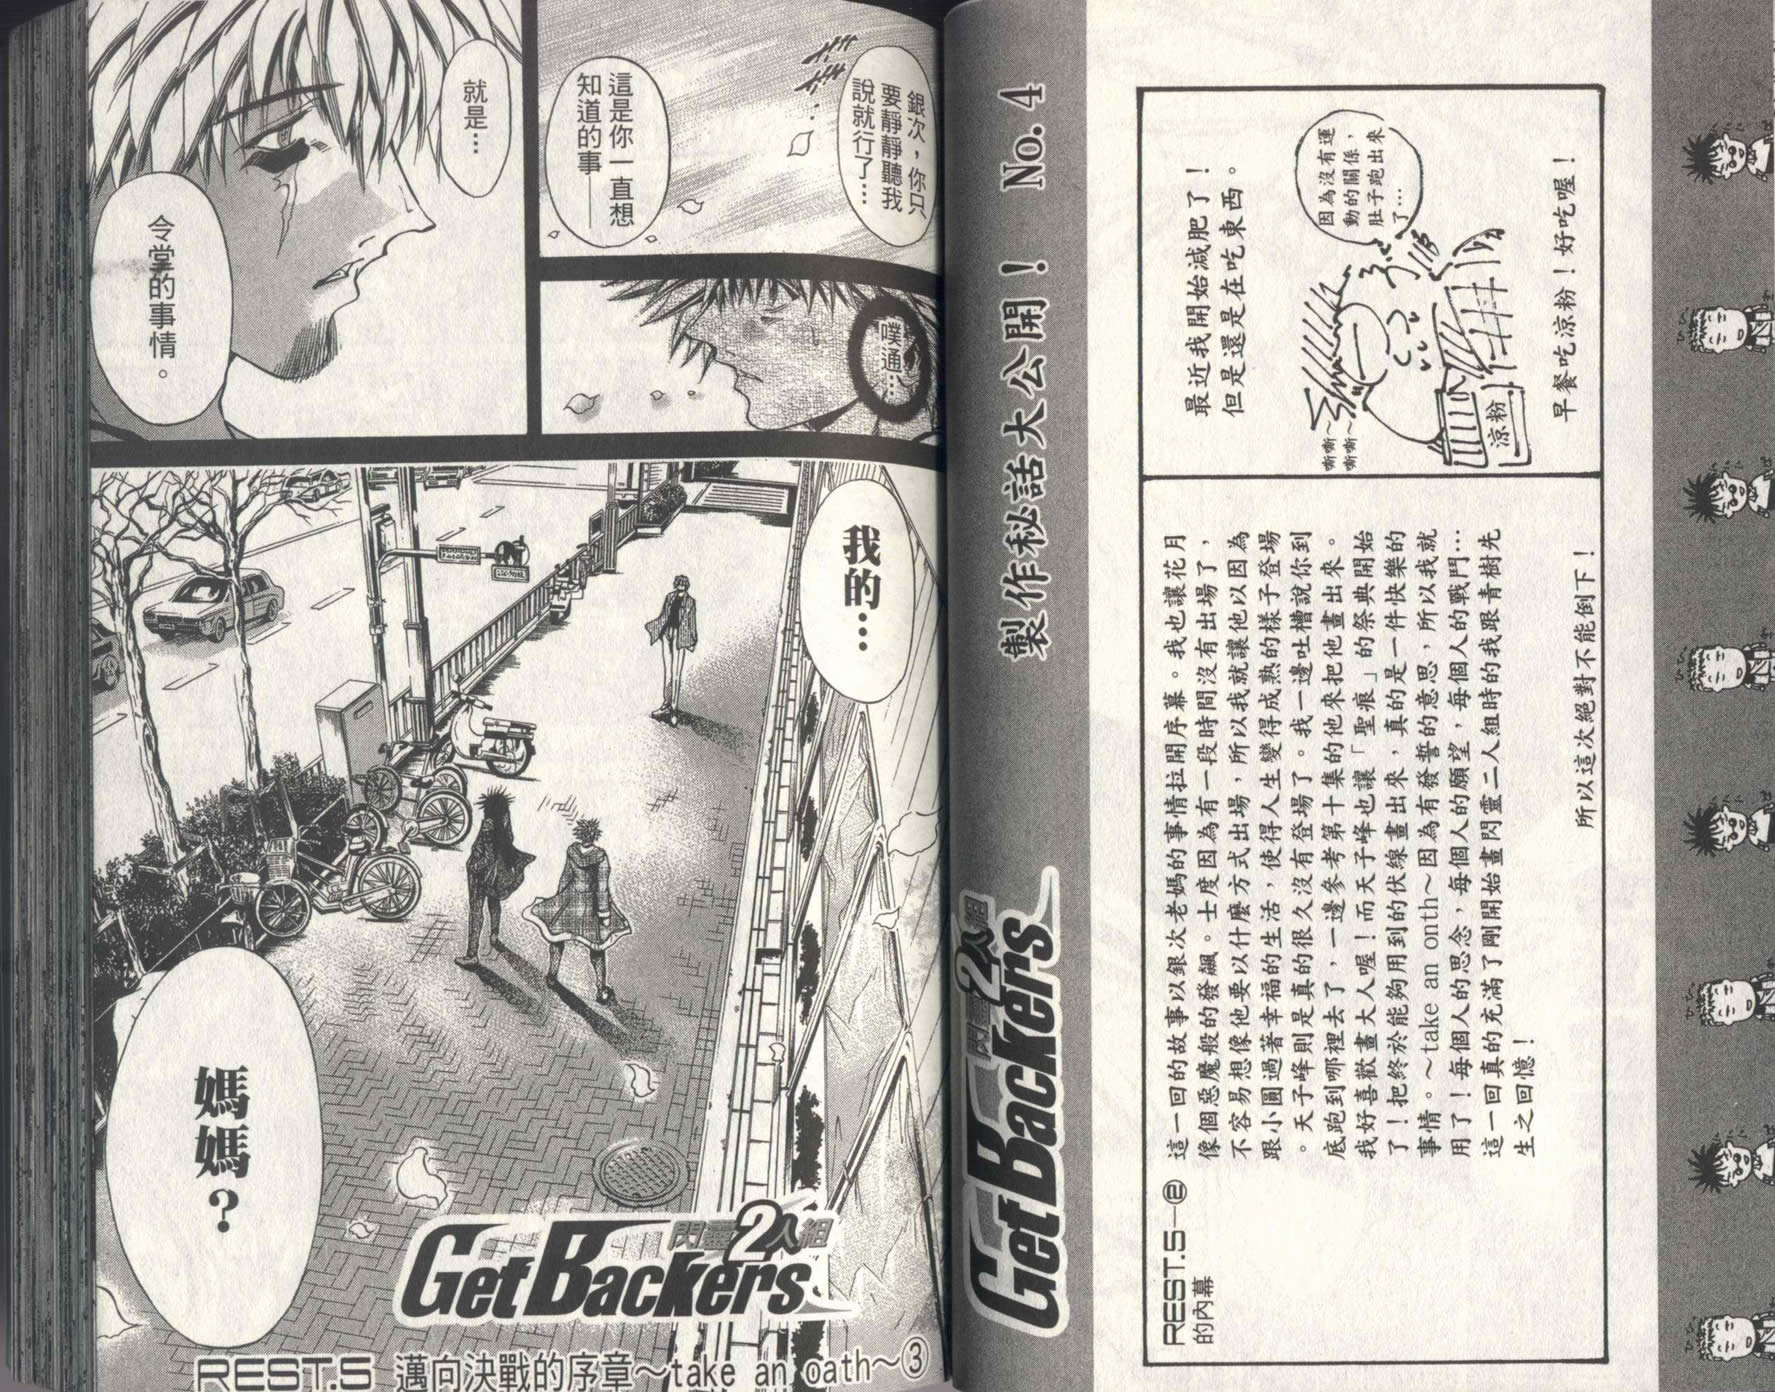 銀次，你只
要靜靜聽我
說就行了…
這是你一直想
知道的事——
噗通…
就是…
令堂的事情。
我的…
媽媽？
GetBackers
閃靈2人組
REST.5 邁向決戰的序章～take an oath～③
GetBackers
閃靈2人組
製作秘話大公開！ No. 4
最近我開始減肥了！
但是還是在吃東西。
因為沒有運
動的關係，
肚子跑出來
了…
嘶嘶～
嘶嘶～
涼粉
早餐吃涼粉！好吃喔！
REST.5—②
的內幕
這一回的故事以銀次老媽的事情拉開序幕。我也讓花月
像個惡魔般的發飆。士度因為有一段時間沒有出場了，
不容易想像他要以什麼方式出場，所以我就讓他以因為
跟小圓過著幸福的生活，使得人生變得成熟的樣子登場
。天子峰則是真的很久沒有登場了。我一邊吐槽說你到
底跑到哪裡去了，一邊參考第十集的他來把他畫出來。
我好喜歡畫大人喔！而天子峰也讓「聖痕」的祭典開始
了！把終於能夠用到的伏線畫出來，真的是一件快樂的
事情。～take an onth～因為有發誓的意思，所以我就
用了！每個人的思念，每個人的願望，每個人的戰鬥…
這一回真的充滿了剛開始畫閃靈二人組時的我跟青樹先
生之回憶！
所以這次絕對不能倒下！